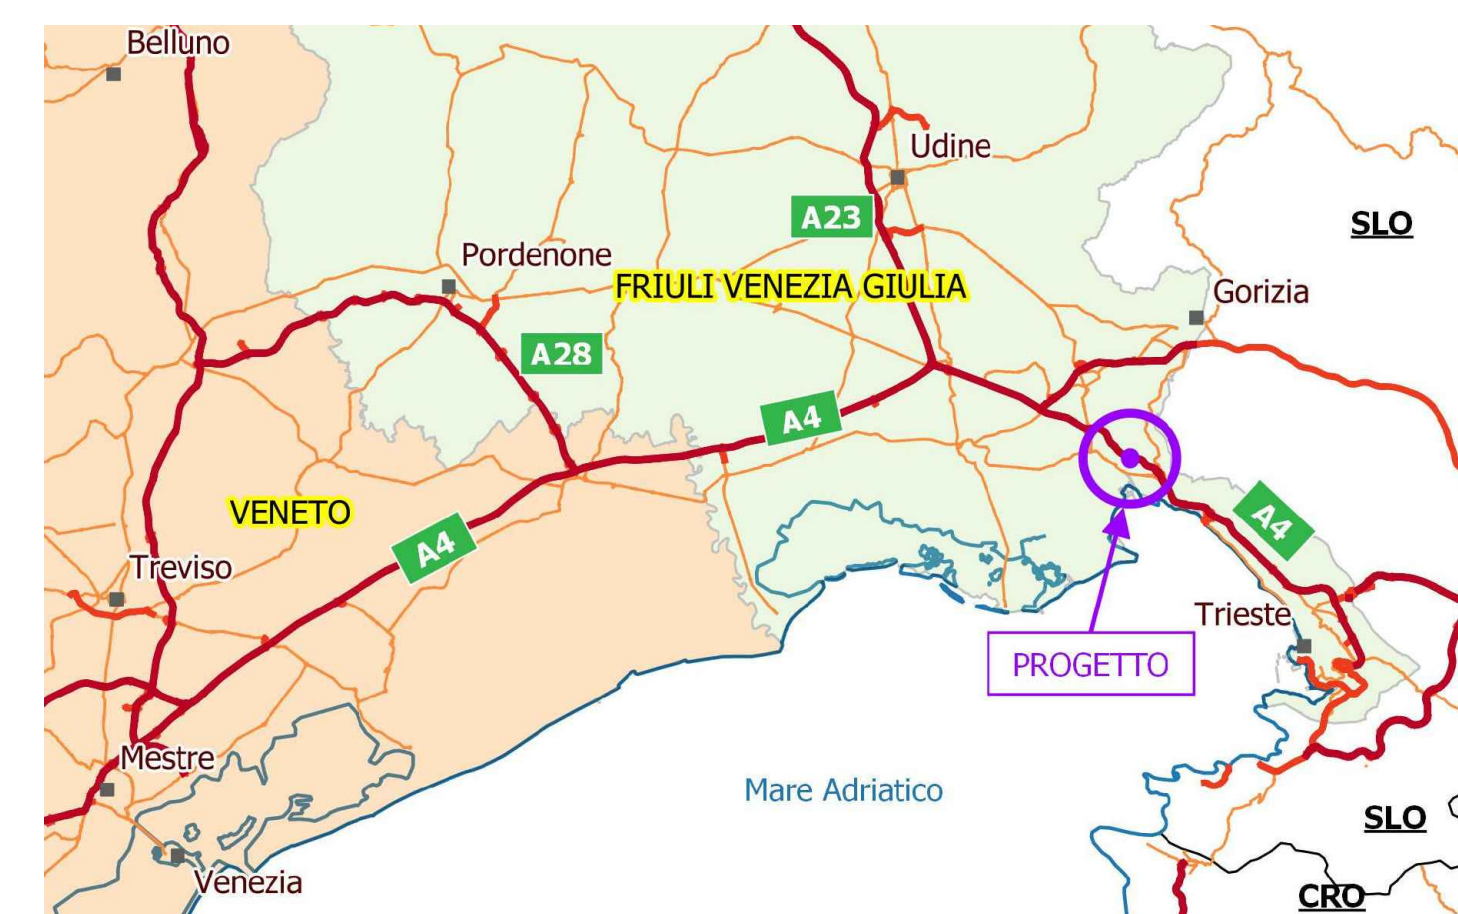 Belluno
Udine
A23
SLO
Pordenone
FRIULI VENEZIA GIULIA
Gorizia
A28
A4
VENETO
A4
A4
Treviso
Trieste
PROGETTO
Mestre
Mare Adriatico
SLO
Venezia
CRO